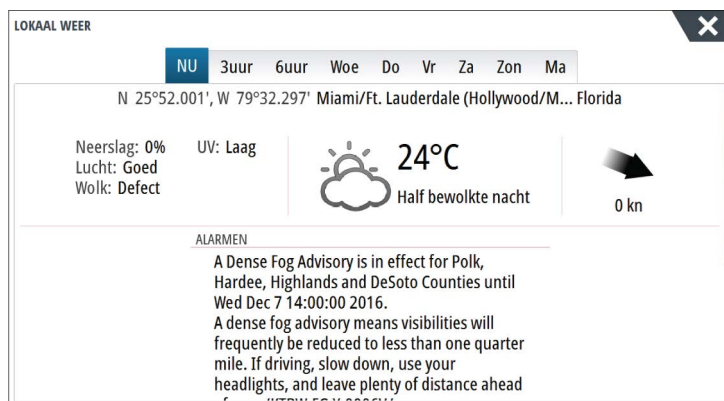 LOKAAL WEER
NU 3uur 6uur Woe Do Vr Za Zon Ma
N 25°52.001', W 79°32.297' Miami/Ft. Lauderdale (Hollywood/M... Florida
Neerslag: 0% UV: Laag
Lucht: Goed
Wolk: Defect
24°C
Half bewolkte nacht
0 kn
ALARMEN
A Dense Fog Advisory is in effect for Polk,
Hardee, Highlands and DeSoto Counties until
Wed Dec 7 14:00:00 2016.
A dense fog advisory means visibilities will
frequently be reduced to less than one quarter
mile. If driving, slow down, use your
headlights, and leave plenty of distance ahead